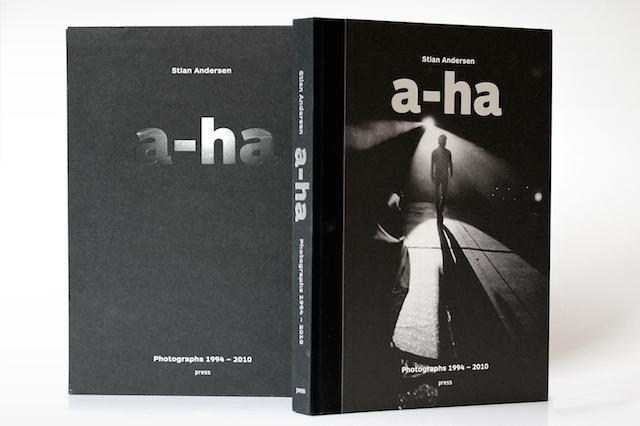 Stian Andersen
a-ha
Photographs 1994 – 2010
press
Stian Andersen
a-ha
Photographs 1994 – 2010
press
Stian Andersen
a-ha
Photographs 1994 – 2010
press